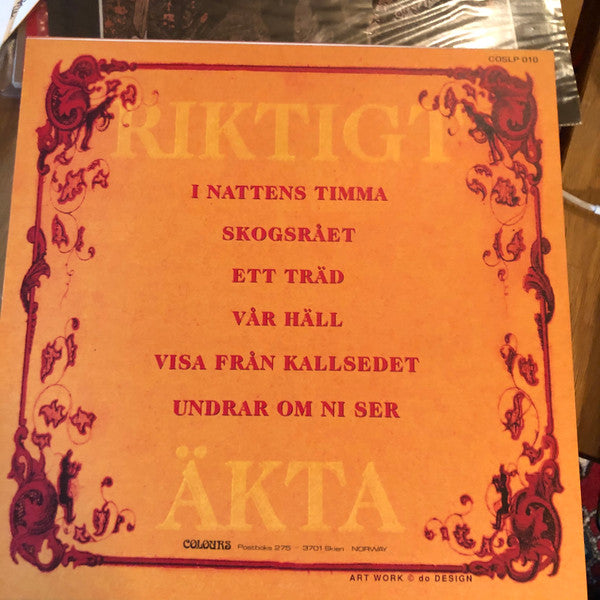 COSLP 010
RIKTIGT
I NATTENS TIMMA
SKOGSRÅET
ETT TRÄD
VÅR HÄLL
VISA FRÅN KALLSEDET
UNDRAR OM NI SER
ÄKTA
COLOURS Postboks 275 - 3701 Skien NORWAY
ART WORK © do DESIGN